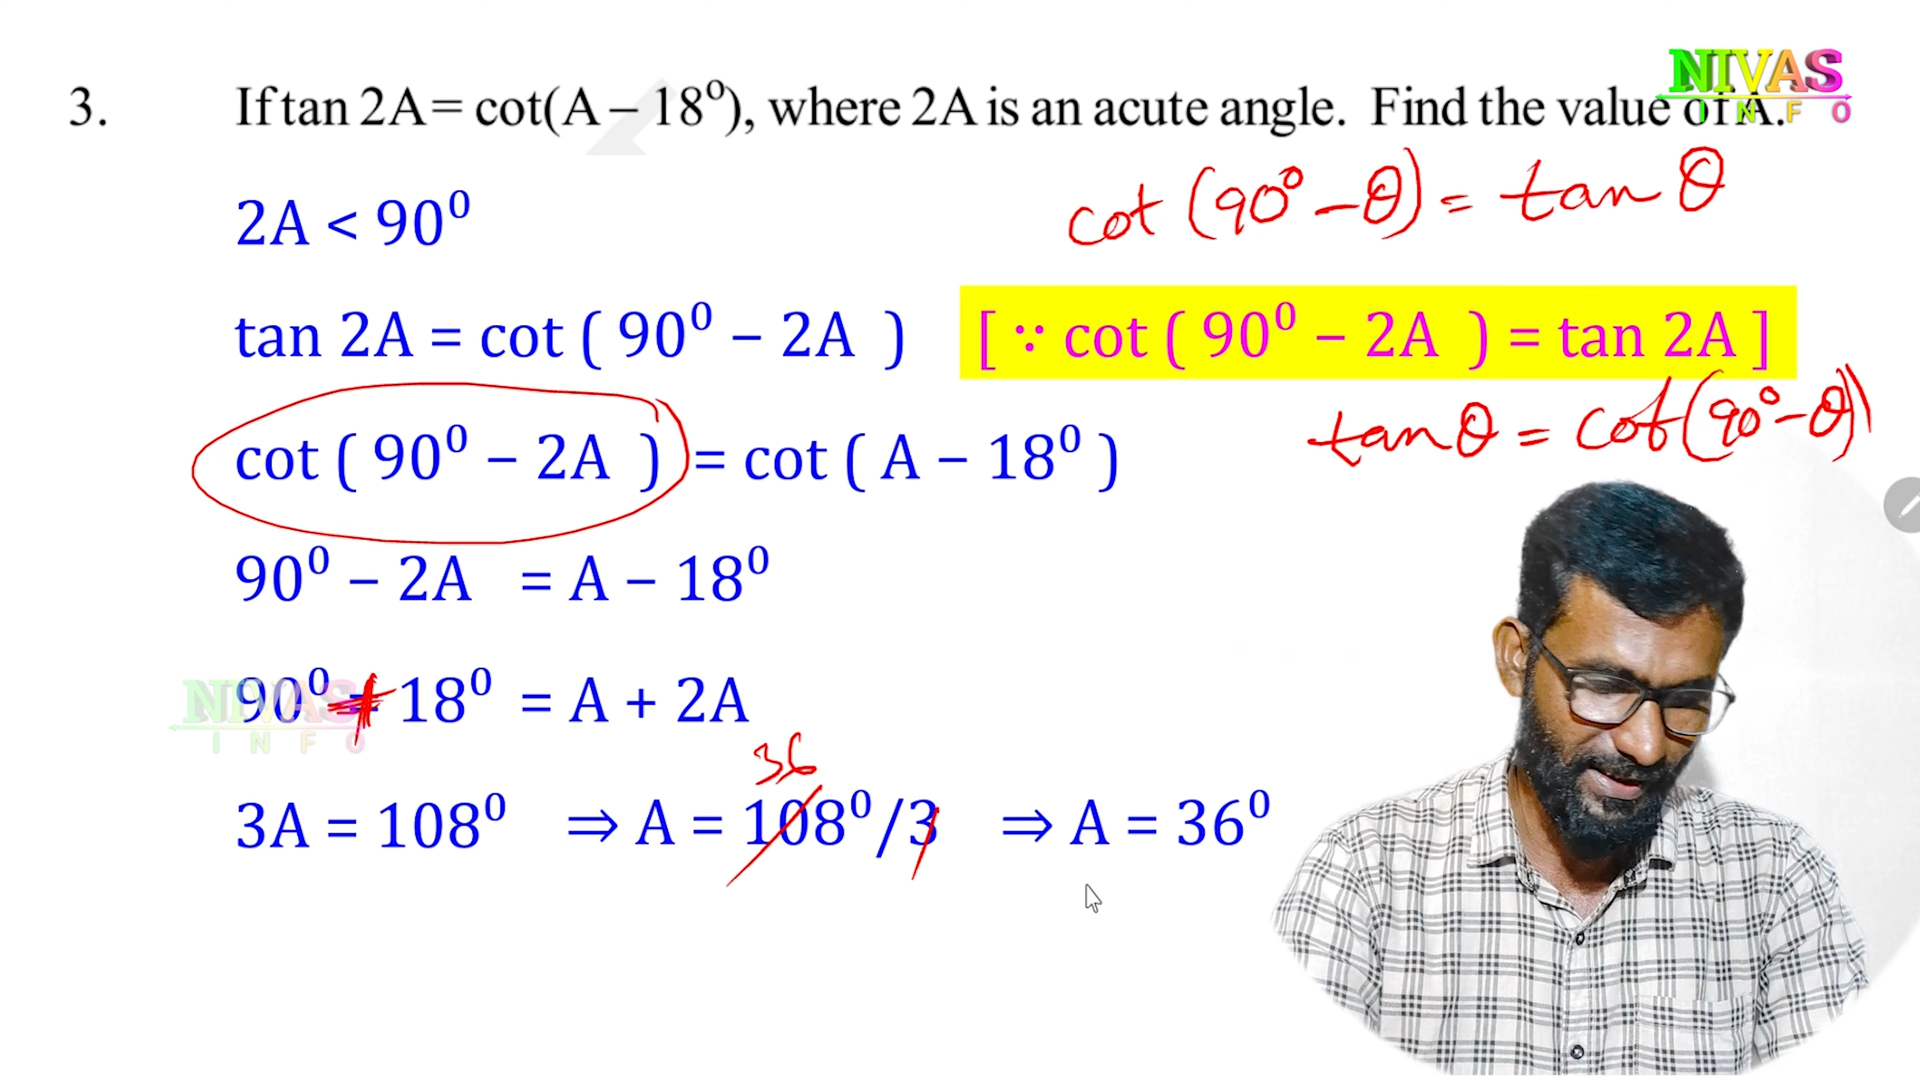 NIVAS
INFO
3. If tan 2A = cot(A – 18⁰), where 2A is an acute angle. Find the value of A.
cot (90° – θ) = tan θ
2A < 90⁰
tan 2A = cot ( 90⁰ – 2A ) [ ∵ cot ( 90⁰ – 2A ) = tan 2A ]
tan θ = cot (90° – θ)
cot ( 90⁰ – 2A ) = cot ( A – 18⁰ )
90⁰ – 2A = A – 18⁰
NIVAS
INFO
90⁰ + 18⁰ = A + 2A
36
3A = 108⁰ ⇒ A = 108⁰/3 ⇒ A = 36⁰